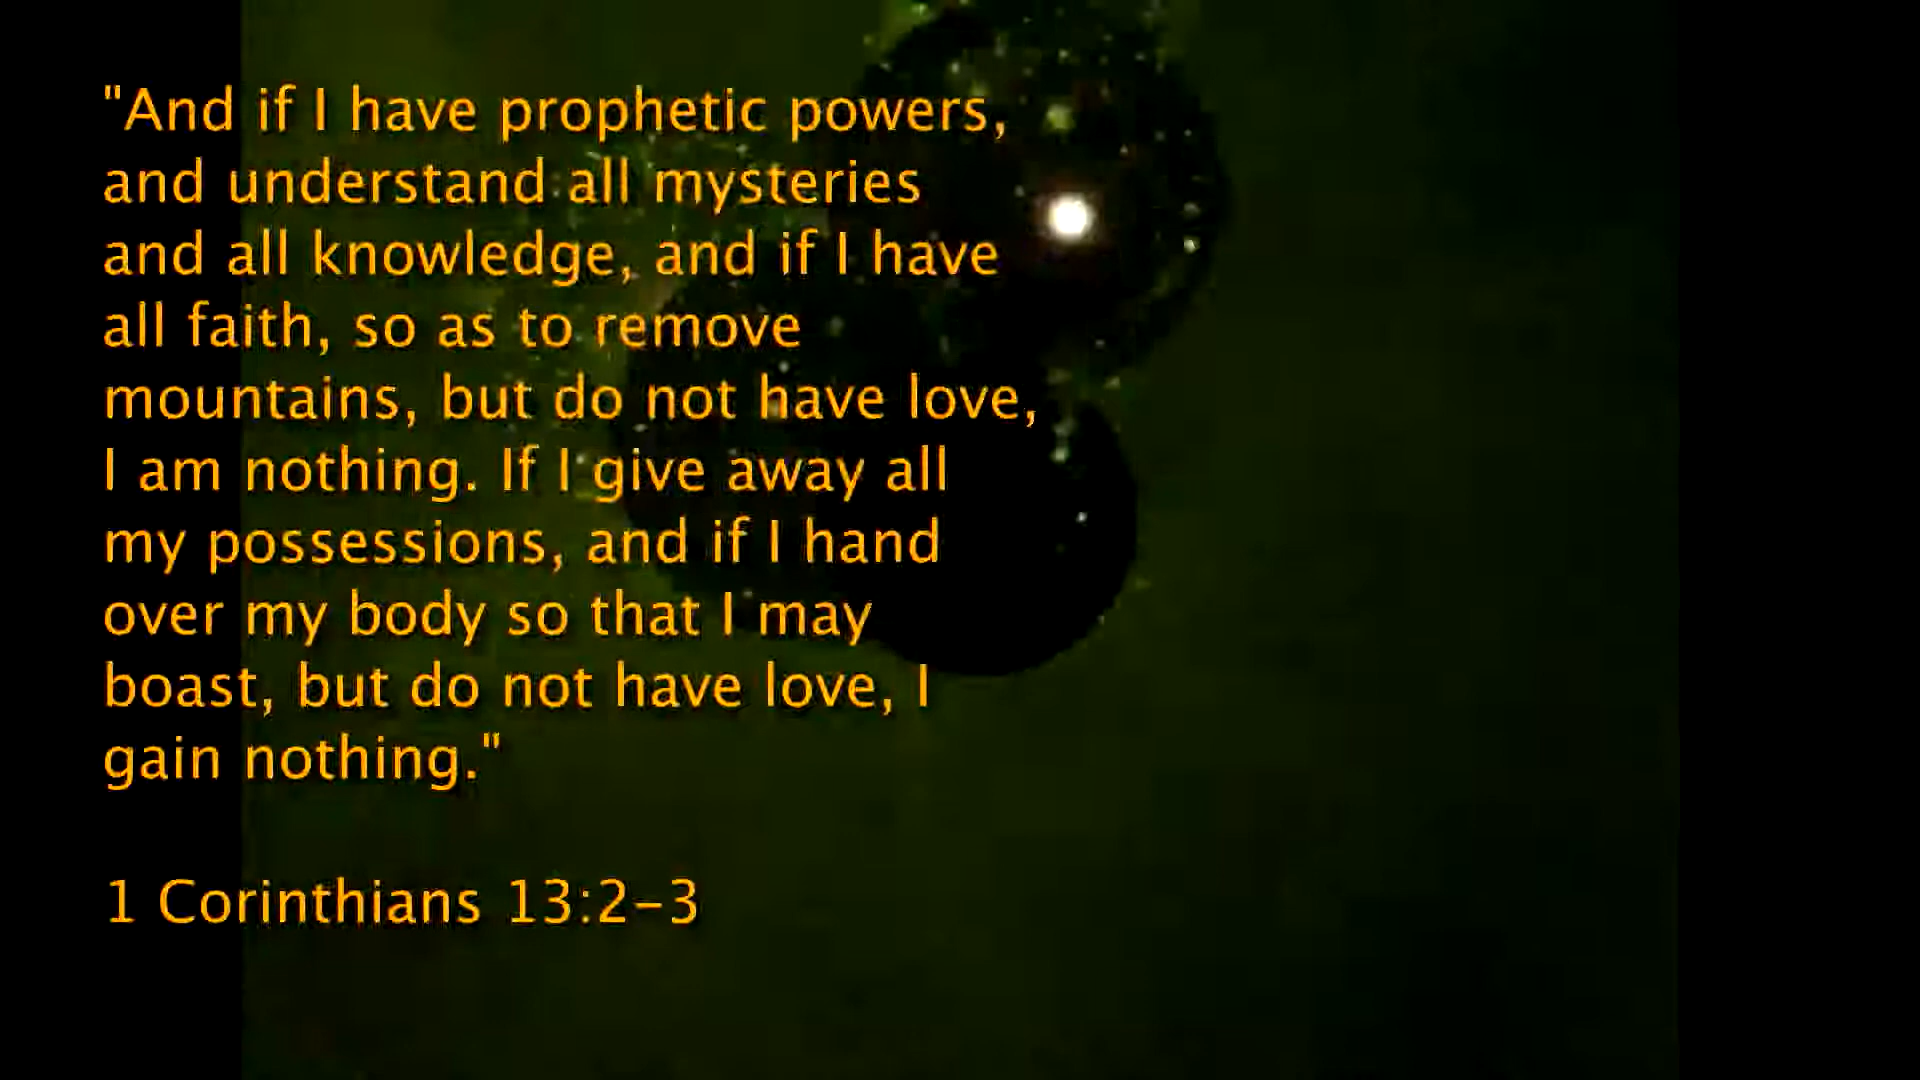 "And if I have prophetic powers,
and understand all mysteries
and all knowledge, and if I have
all faith, so as to remove
mountains, but do not have love,
I am nothing. If I give away all
my possessions, and if I hand
over my body so that I may
boast, but do not have love, I
gain nothing."
1 Corinthians 13:2-3